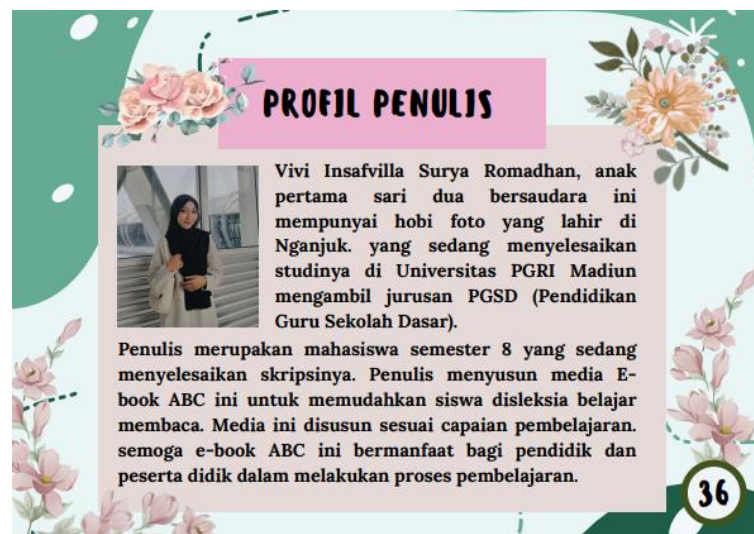 PROFIL PENULIS
Vivi Insafvilla Surya Romadhan, anak
pertama sari dua bersaudara ini
mempunyai hobi foto yang lahir di
Nganjuk. yang sedang menyelesaikan
studinya di Universitas PGRI Madiun
mengambil jurusan PGSD (Pendidikan
Guru Sekolah Dasar).
Penulis merupakan mahasiswa semester 8 yang sedang
menyelesaikan skripsinya. Penulis menyusun media E-
book ABC ini untuk memudahkan siswa disleksia belajar
membaca. Media ini disusun sesuai capaian pembelajaran.
semoga e-book ABC ini bermanfaat bagi pendidik dan
peserta didik dalam melakukan proses pembelajaran.
36